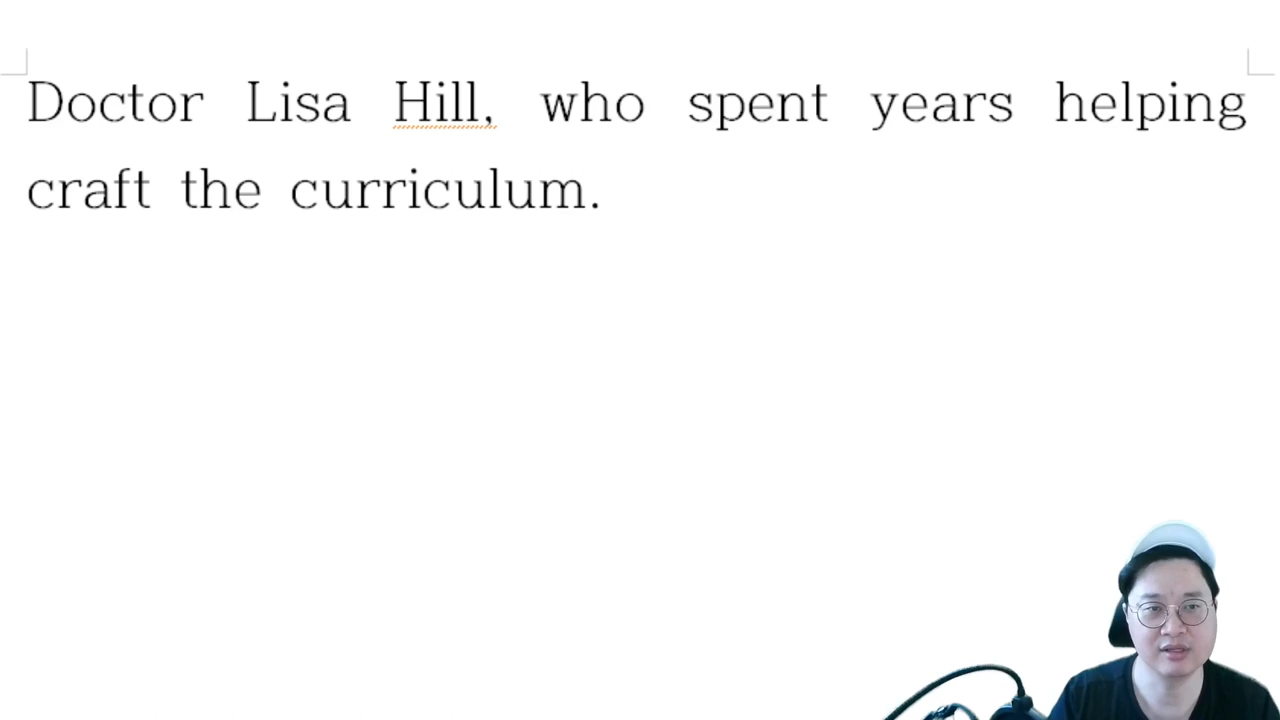 Doctor Lisa Hill, who spent years helping
craft the curriculum.